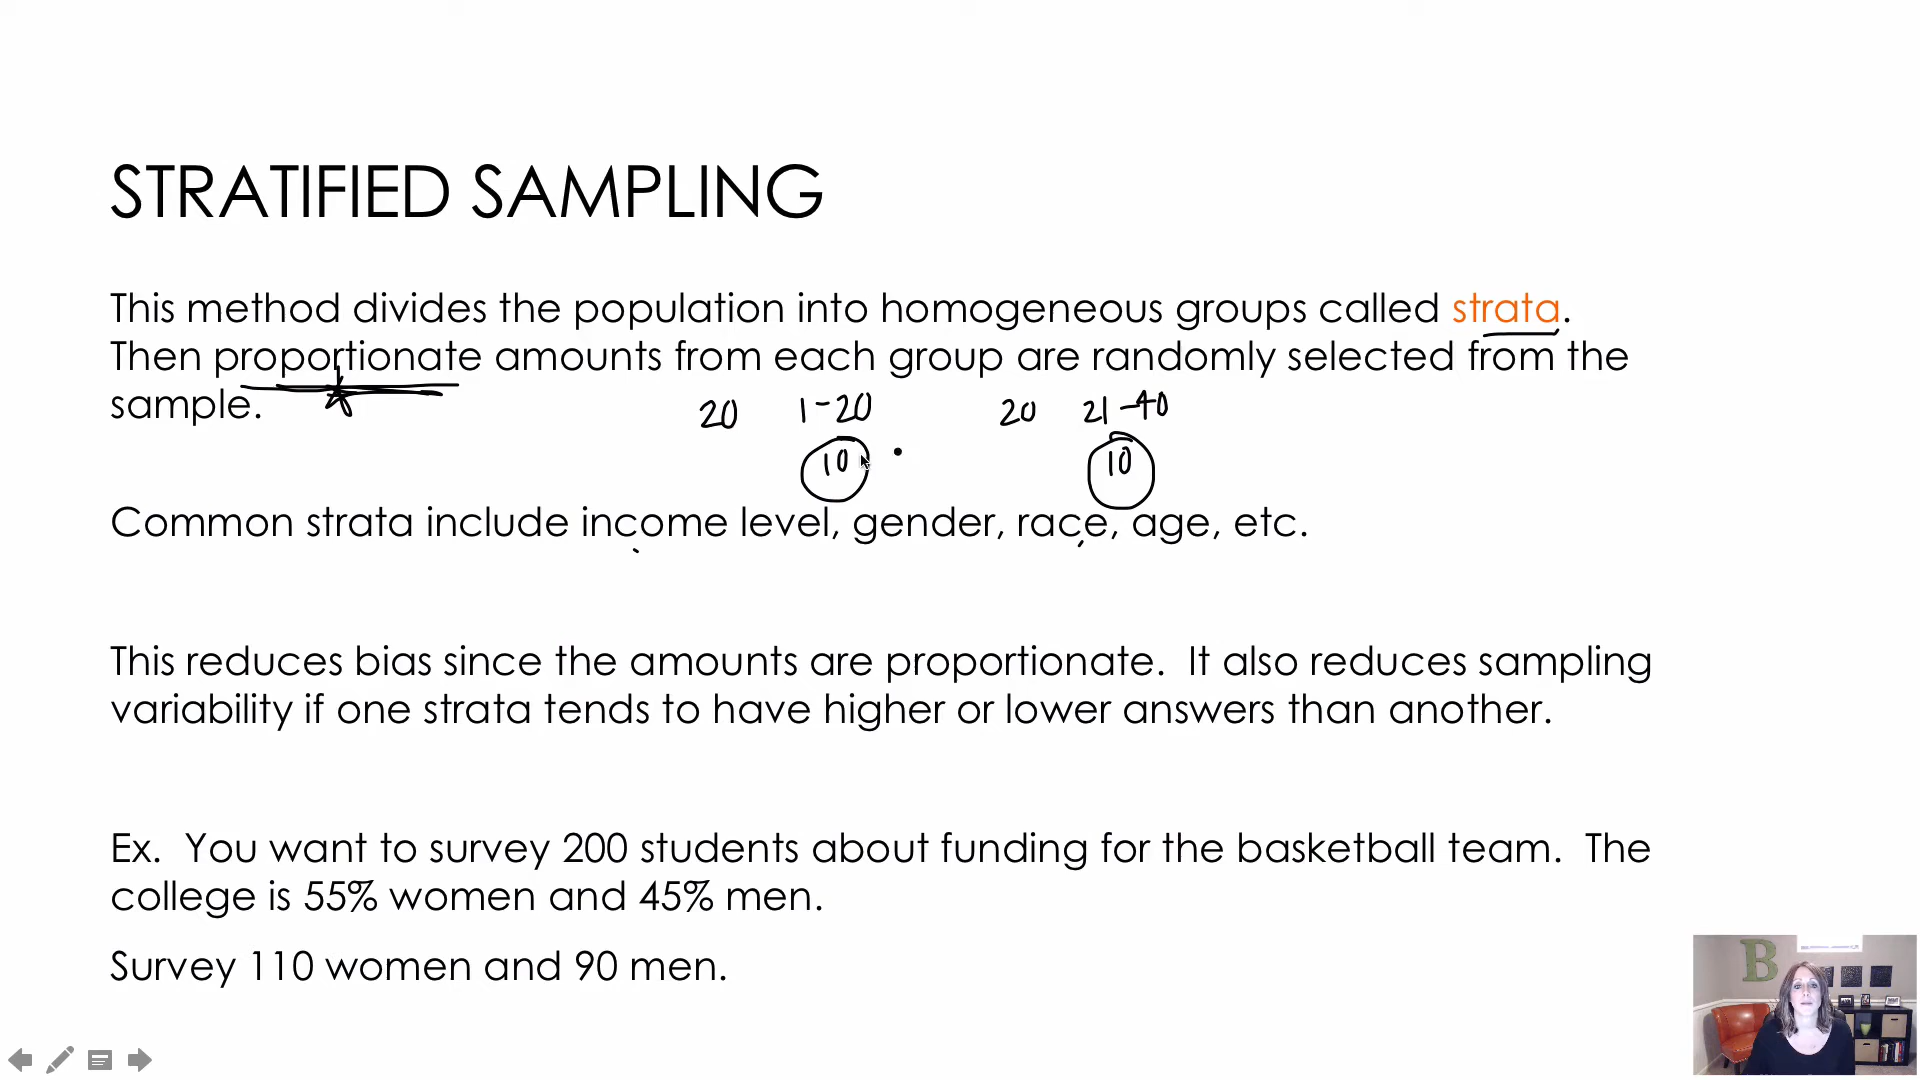 STRATIFIED SAMPLING
This method divides the population into homogeneous groups called strata.
Then proportionate amounts from each group are randomly selected from the
sample.
20 1-20 20 21-40
10 10
Common strata include income level, gender, race, age, etc.
This reduces bias since the amounts are proportionate. It also reduces sampling
variability if one strata tends to have higher or lower answers than another.
Ex. You want to survey 200 students about funding for the basketball team. The
college is 55% women and 45% men.
Survey 110 women and 90 men.
B